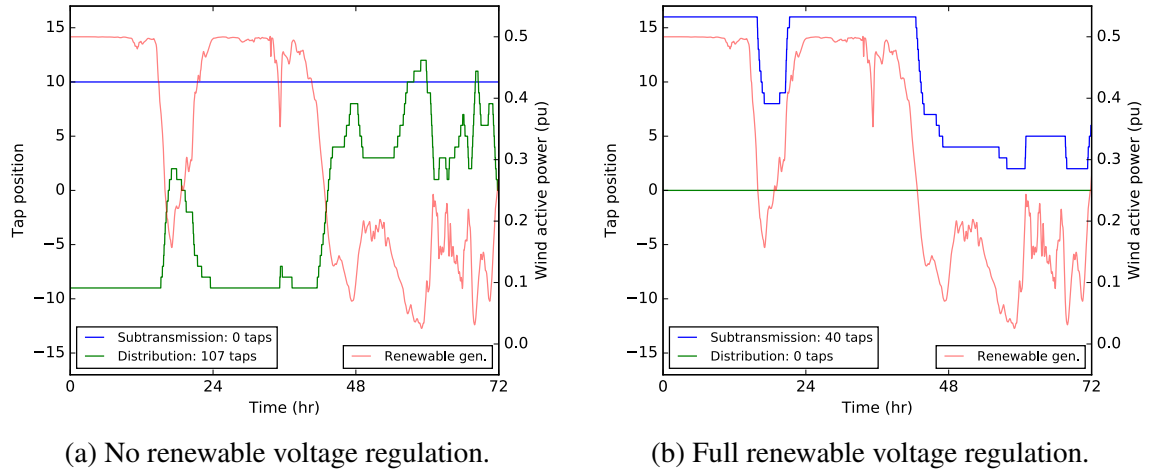 15
10
5
0
−5
−10
−15
Tap position
0.5
0.4
0.3
0.2
0.1
0.0
Wind active power (pu)
Subtransmission: 0 taps
Distribution: 107 taps
Renewable gen.
0
24
48
72
Time (hr)
(a) No renewable voltage regulation.
15
10
5
0
−5
−10
−15
Tap position
0.5
0.4
0.3
0.2
0.1
0.0
Wind active power (pu)
Subtransmission: 40 taps
Distribution: 0 taps
Renewable gen.
0
24
48
72
Time (hr)
(b) Full renewable voltage regulation.